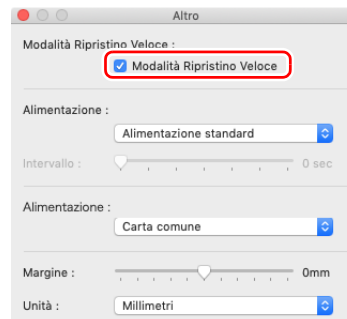 Altro
Modalità Ripristino Veloce :
Modalità Ripristino Veloce
Alimentazione :
Alimentazione standard
Intervallo :
0 sec
Alimentazione :
Carta comune
Margine :
0mm
Unità :
Millimetri